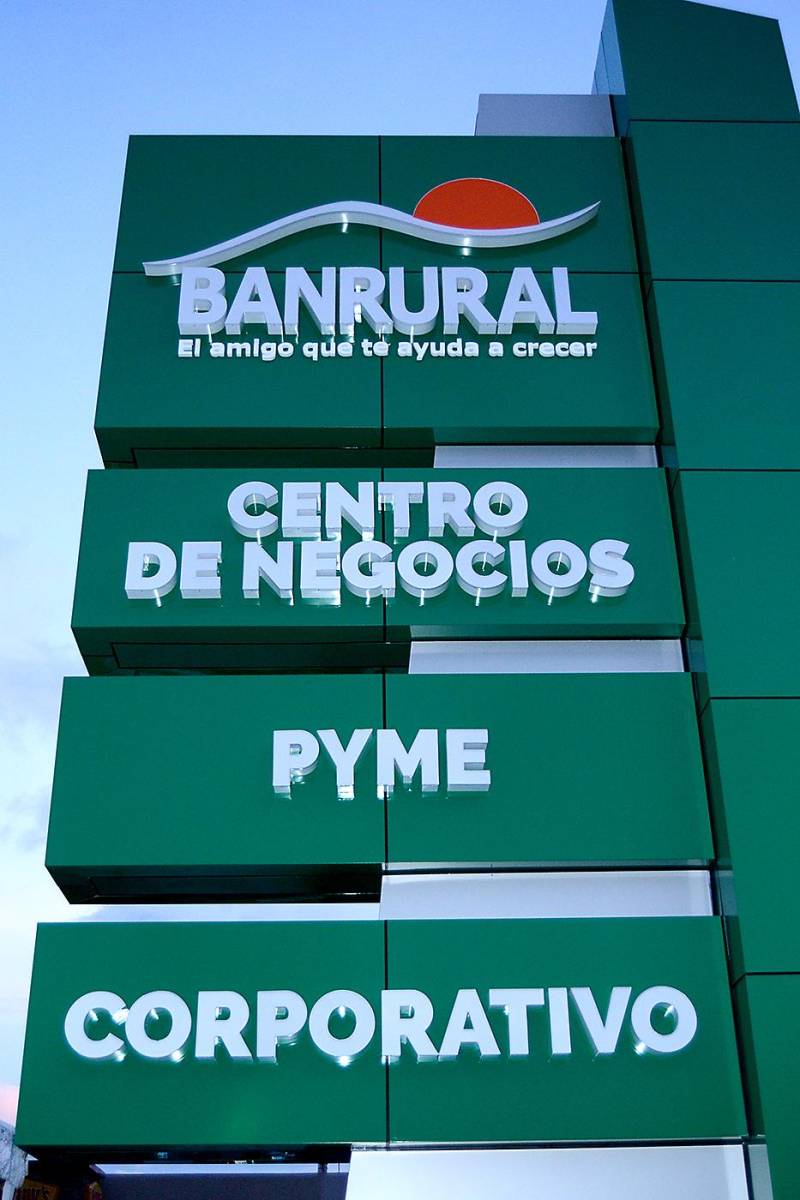 BANRURAL
El amigo que te ayuda a crecer
CENTRO
DE NEGOCIOS
PYME
CORPORATIVO